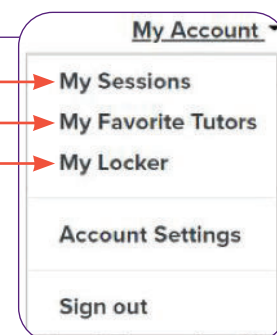 My Account
My Sessions
My Favorite Tutors
My Locker
Account Settings
Sign out